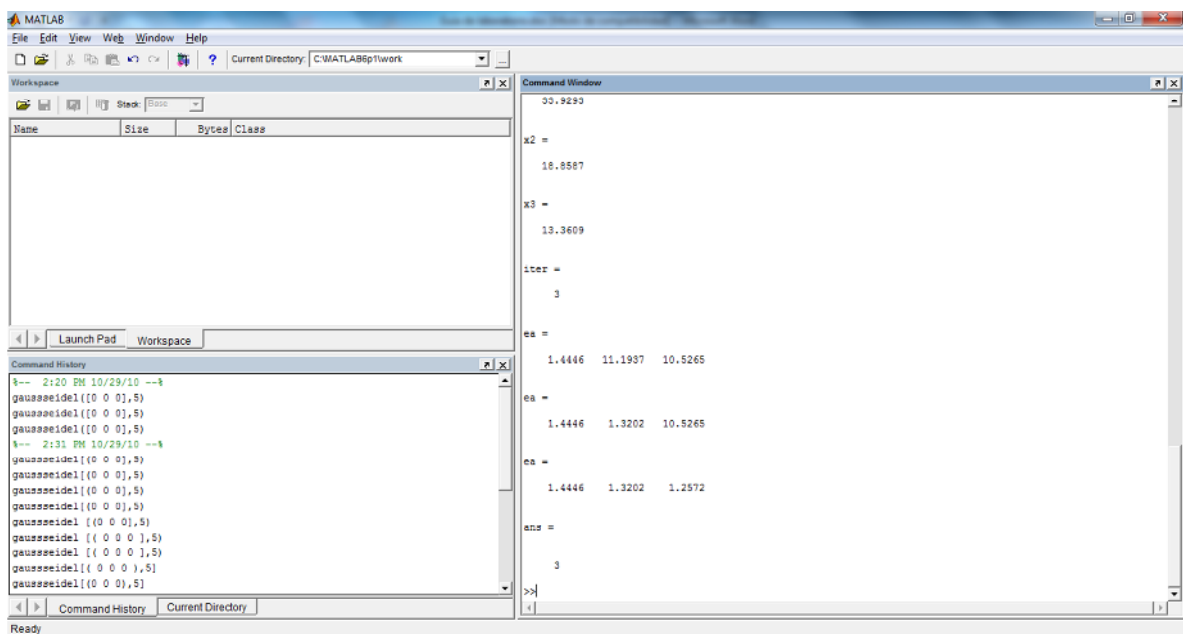 MATLAB
File Edit View Web Window Help
? Current Directory: C:\MATLAB6p1\work ...
Workspace
Stack: Base
Name Size Bytes Class
Launch Pad Workspace
Command History
%-- 2:20 PM 10/29/10 --%
gaussseidel([0 0 0],5)
gaussseidel([0 0 0],5)
gaussseidel([0 0 0],5)
%-- 2:31 PM 10/29/10 --%
gaussseidel[(0 0 0],5)
gaussseidel[(0 0 0],5)
gaussseidel[(0 0 0],5)
gaussseidel[(0 0 0),5)
gaussseidel [(0 0 0],5)
gaussseidel [( 0 0 0 ],5)
gaussseidel [( 0 0 0 ],5)
gaussseidel[( 0 0 0 ),5]
gaussseidel[(0 0 0),5]
Command History Current Directory
Ready
Command Window
33.9293
x2 =
18.8587
x3 =
13.3609
iter =
3
ea =
1.4446 11.1937 10.5265
ea =
1.4446 1.3202 10.5265
ea =
1.4446 1.3202 1.2572
ans =
3
>>